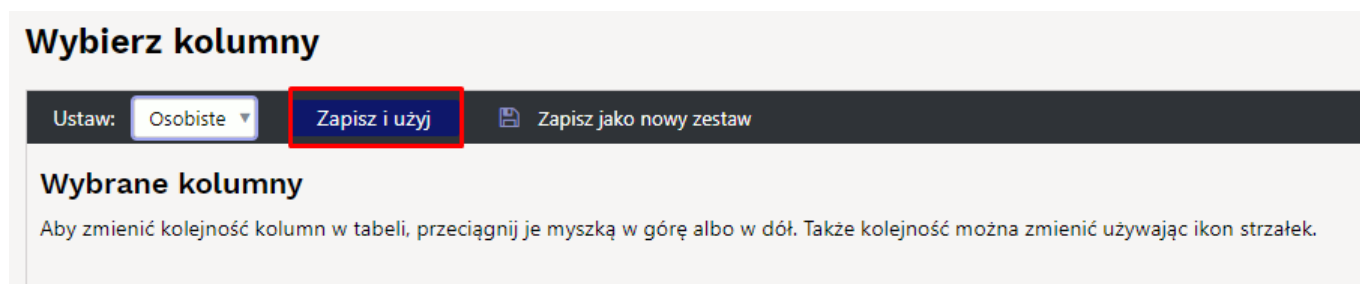 Wybierz kolumny
Ustaw: Osobiste Zapisz i użyj Zapisz jako nowy zestaw
Wybrane kolumny
Aby zmienić kolejność kolumn w tabeli, przeciągnij je myszką w górę albo w dół. Także kolejność można zmienić używając ikon strzałek.